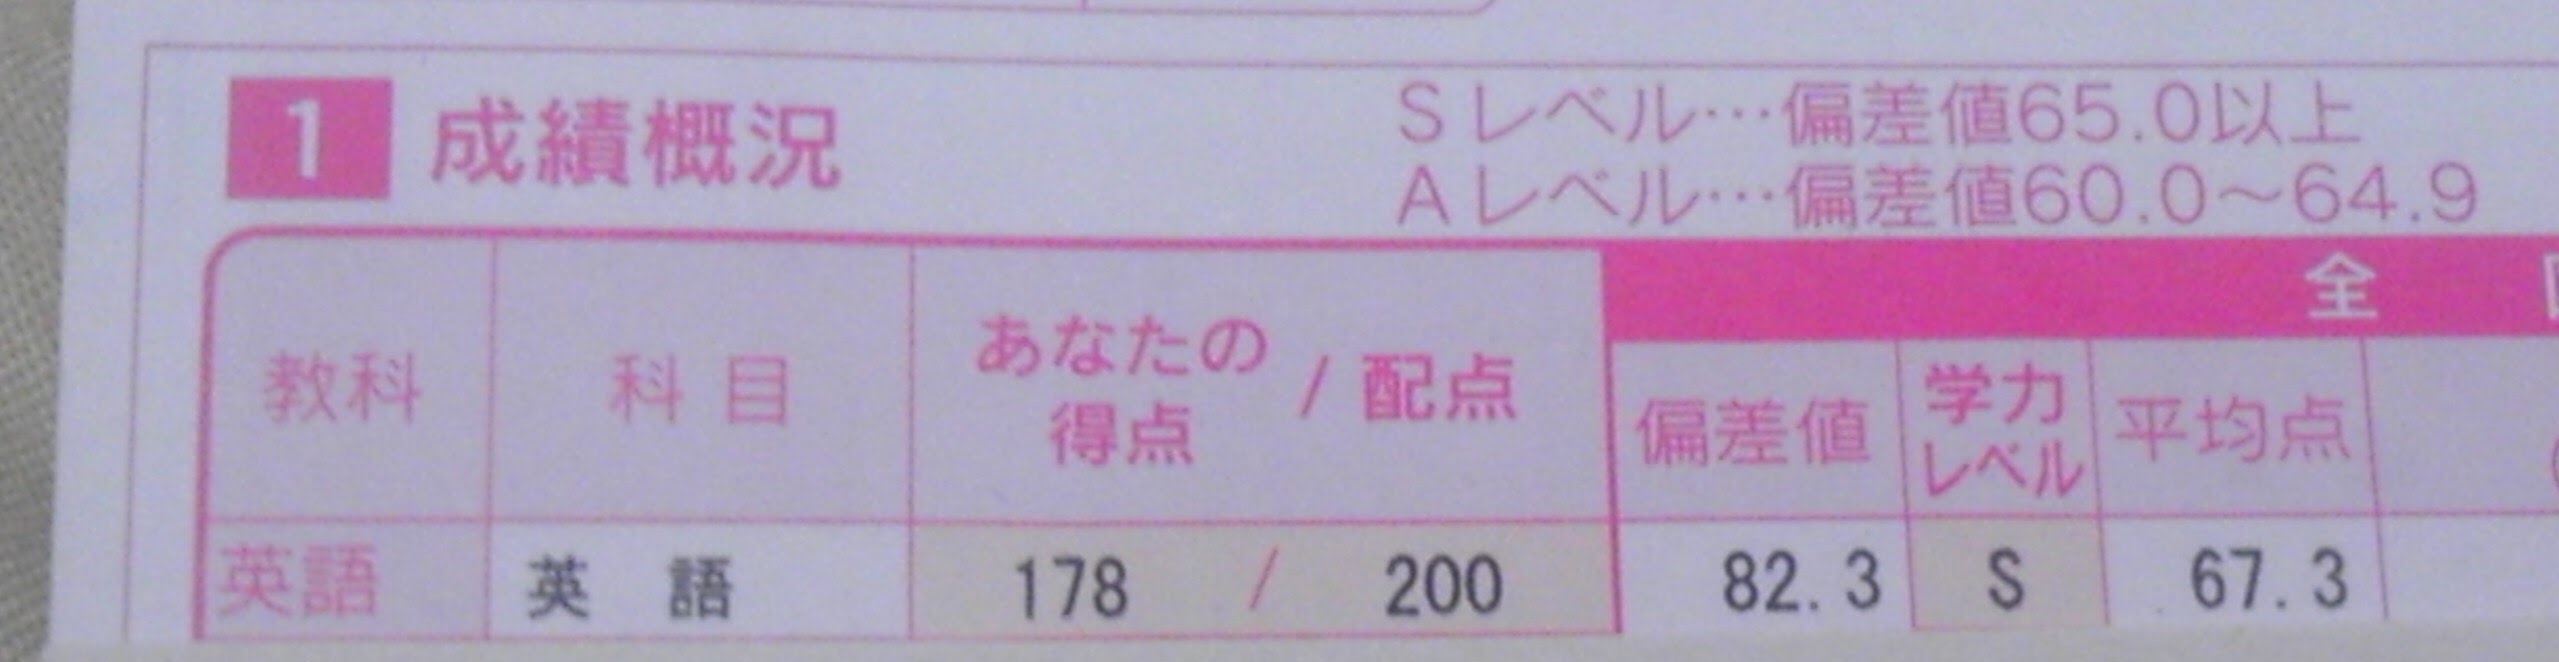 1 成績概況
Sレベル…偏差値65.0以上
Aレベル…偏差値60.0～64.9
全
教科 科目 あなたの得点 / 配点 偏差値 学力レベル 平均点
英語 英語 178 / 200 82.3 S 67.3